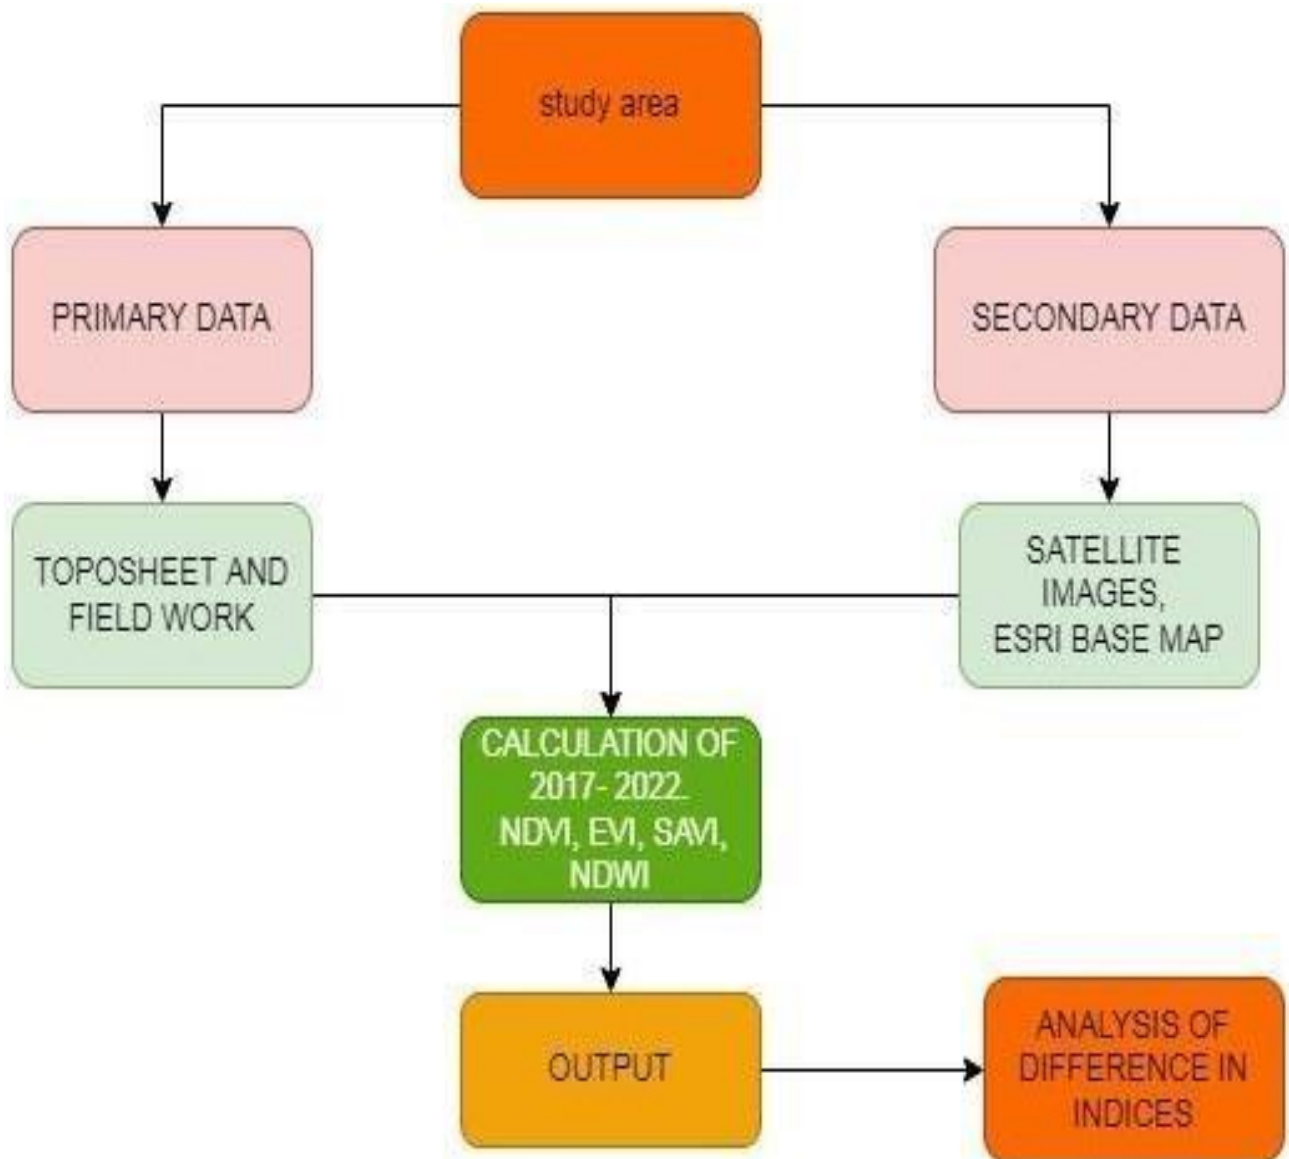 study area
PRIMARY DATA
SECONDARY DATA
TOPOSHEET AND
FIELD WORK
SATELLITE
IMAGES,
ESRI BASE MAP
CALCULATION OF
2017- 2022.
NDVI, EVI, SAVI,
NDWI
OUTPUT
ANALYSIS OF
DIFFERENCE IN
INDICES